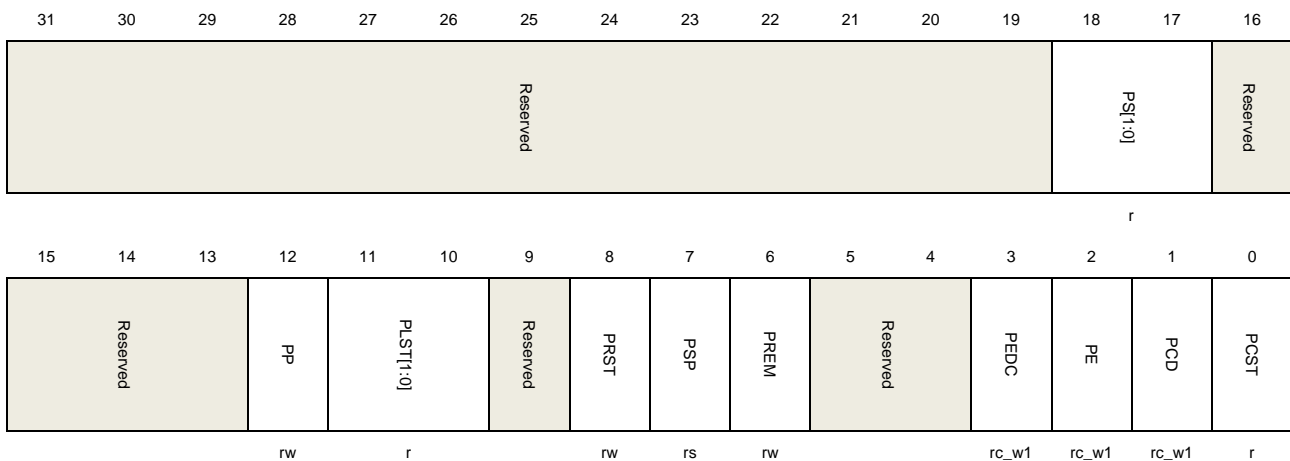 31 30 29 28 27 26 25 24 23 22 21 20 19 18 17 16
Reserved PS[1:0] Reserved
r
15 14 13 12 11 10 9 8 7 6 5 4 3 2 1 0
Reserved PP PLST[1:0] Reserved PRST PSP PREM Reserved PEDC PE PCD PCST
rw r rw rs rw rc_w1 rc_w1 rc_w1 r